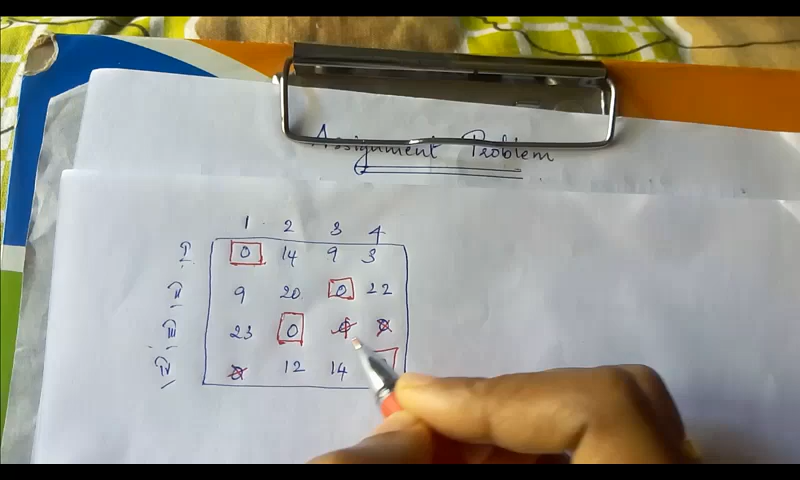 Assignment Problem
1 2 3 4
I 0 14 9 3
II 9 20 0 22
III 23 0 0 0
IV 0 12 14